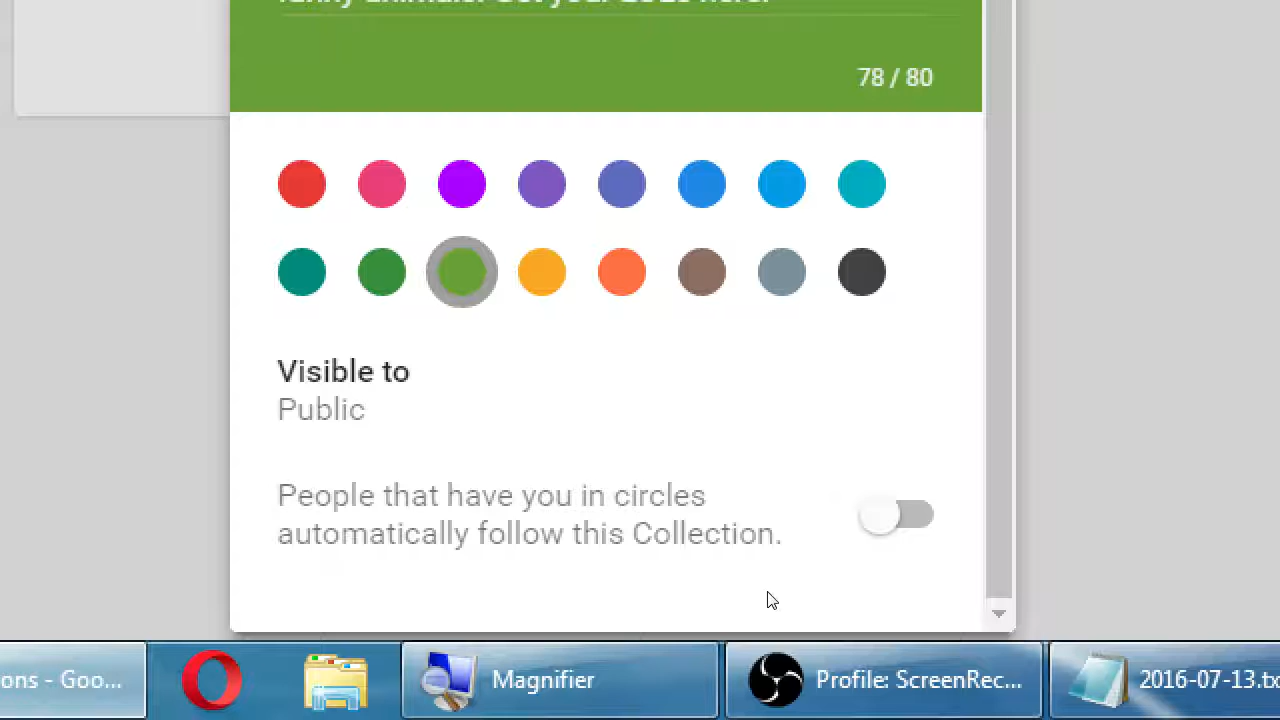 78 / 80
Visible to
Public
People that have you in circles
automatically follow this Collection.
ons - Goo...
Magnifier
Profile: ScreenRec...
2016-07-13.tx